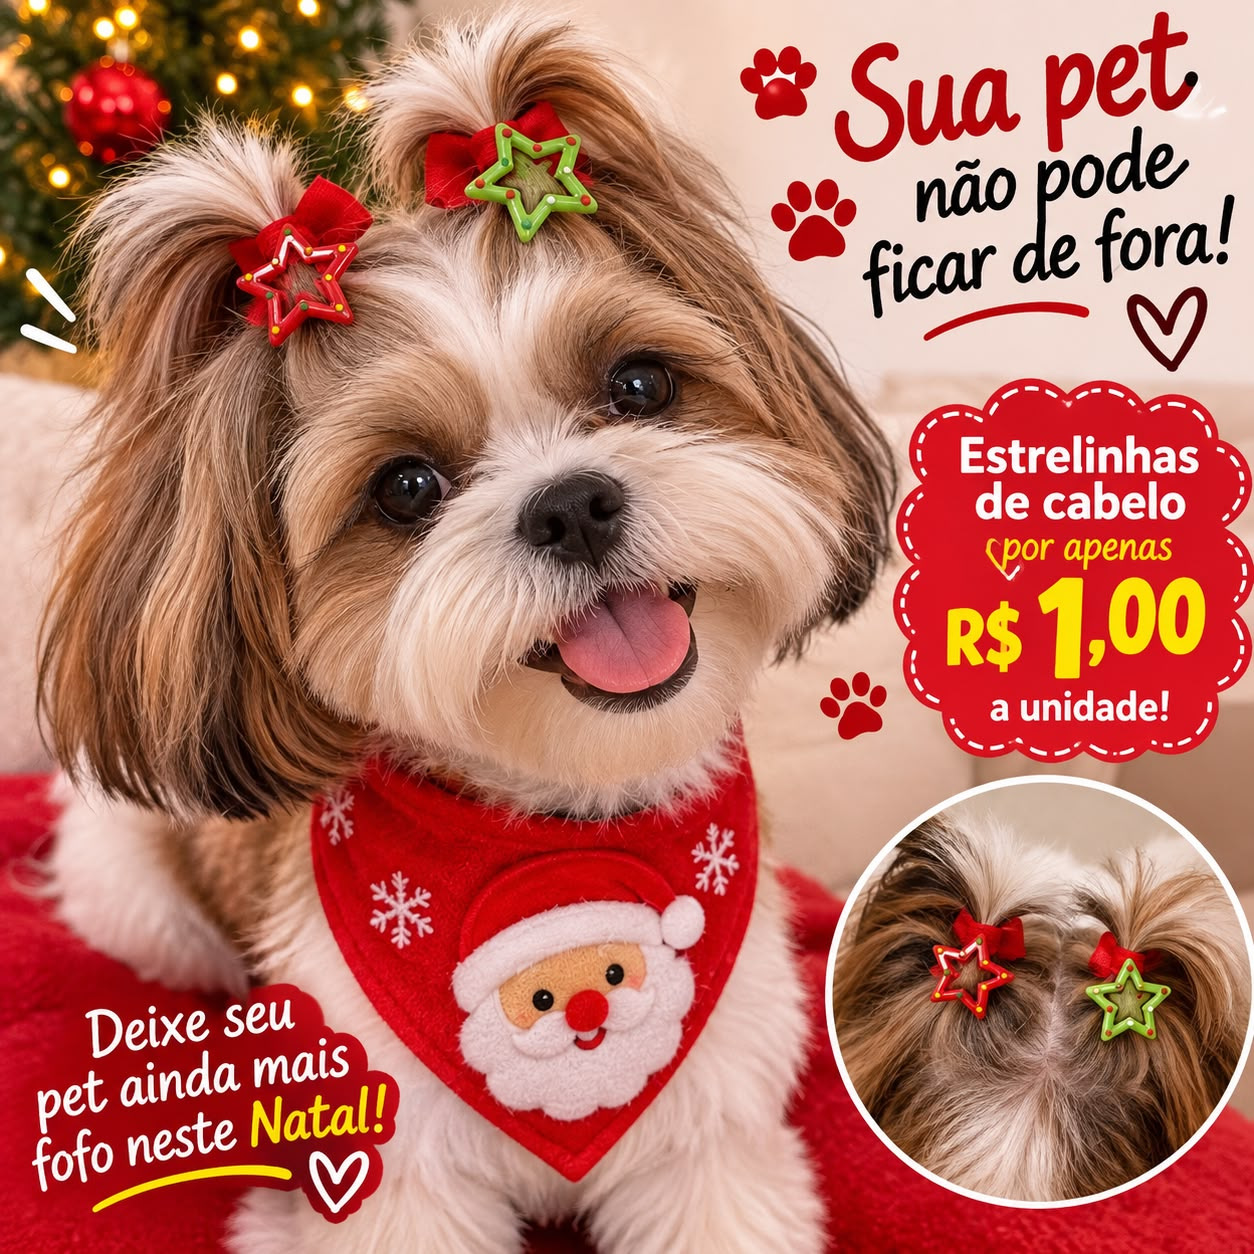 Sua pet
não pode
ficar de fora!
Estrelinhas
de cabelo
por apenas
R$ 1,00
a unidade!
Deixe seu
pet ainda mais
fofo neste Natal!